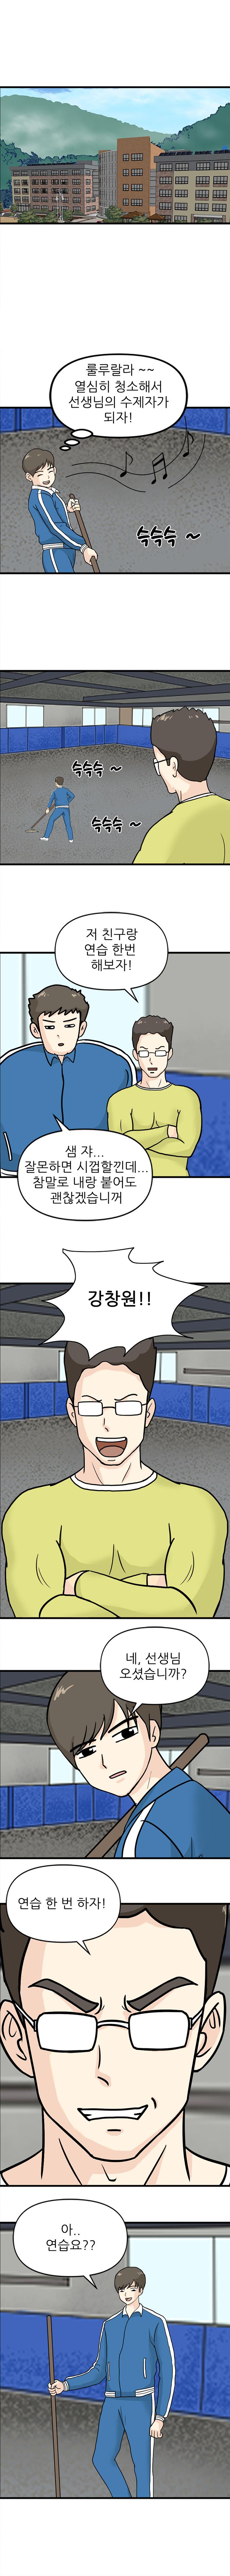 룰루랄라 ~~
열심히 청소해서
선생님의 수제자가
되자!
슥슥슥 ~
슥슥슥 ~
슥슥슥 ~
저 친구랑
연습 한번
해보자!
샘 쟈...
잘못하면 시껍할낀데...
참말로 내랑 붙어도
괜찮겠습니꺼
강창원!!
네, 선생님
오셨습니까?
연습 한 번 하자!
아..
연습요??